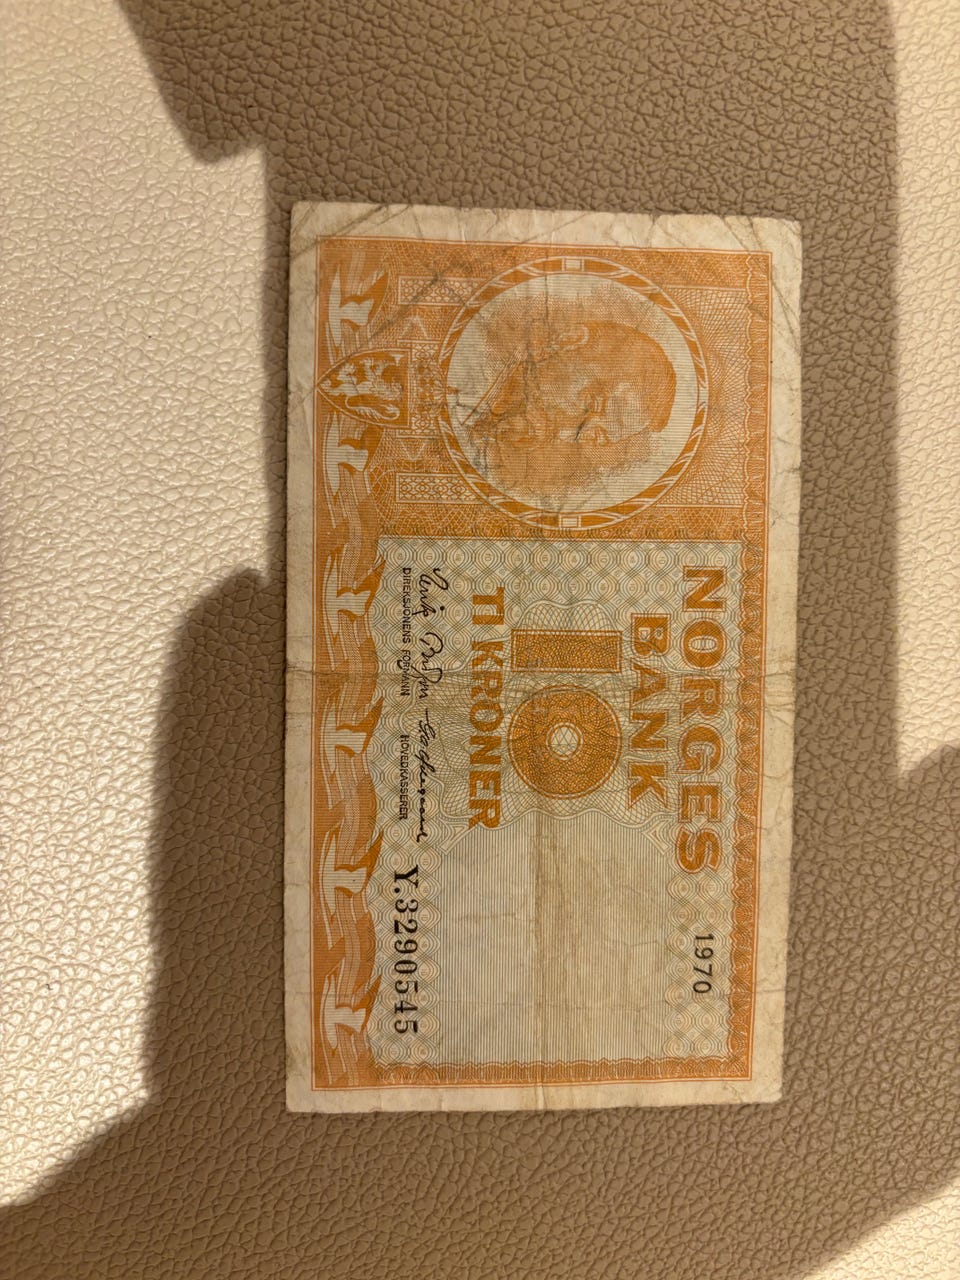 NORGES
BANK
1970
10
TI KRONER
DIREKSJONENS FORMANN
HOVEDKASSERER
Y.3290545